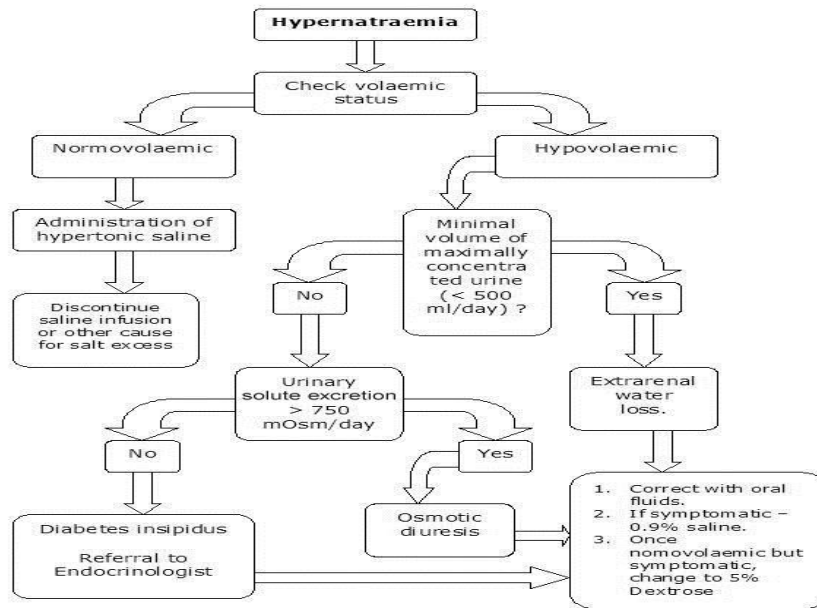 Hypernatraemia
Check volaemic
status
Normovolaemic
Hypovolaemic
Administration of
hypertonic saline
Minimal
volume of
maximally
concentra
ted urine
(< 500
ml/day) ?
No
Yes
Discontinue
saline infusion
or other cause
for salt excess
Urinary
solute excretion
> 750
mOsm/day
Extrarenal
water
loss.
No
Yes
Diabetes insipidus
Referral to
Endocrinologist
Osmotic
diuresis
1. Correct with oral
fluids.
2. If symptomatic –
0.9% saline.
3. Once
nomovolaemic but
symptomatic,
change to 5%
Dextrose